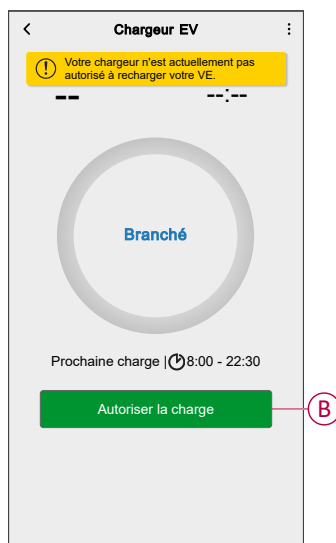 Chargeur EV
! Votre chargeur n'est actuellement pas
autorisé à recharger votre VE.
-- --:--
Branché
Prochaine charge | 8:00 - 22:30
Autoriser la charge
B